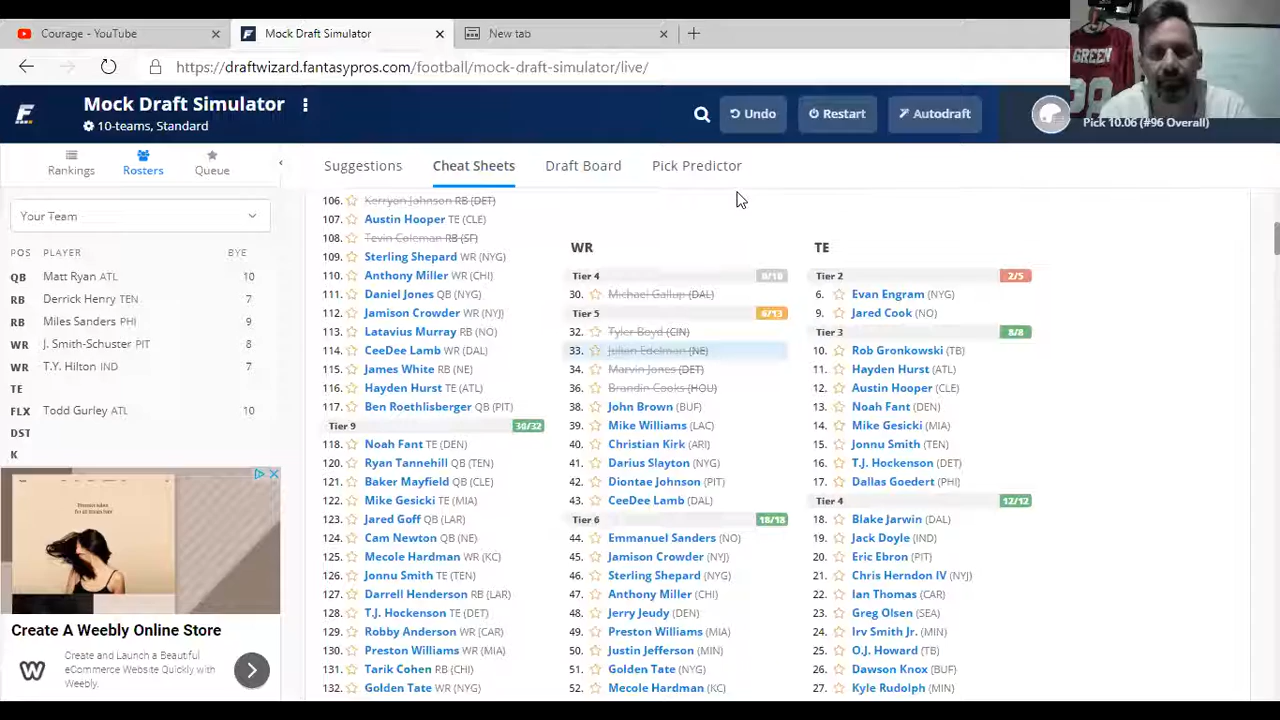 Courage - YouTube
Mock Draft Simulator
New tab
https://draftwizard.fantasypros.com/football/mock-draft-simulator/live/
GREEN
28
Mock Draft Simulator
10-teams, Standard
Undo
Restart
Autodraft
Pick 10.06 (#96 Overall)
Rankings
Rosters
Queue
Suggestions
Cheat Sheets
Draft Board
Pick Predictor
Your Team
POS PLAYER BYE
QB Matt Ryan ATL 10
RB Derrick Henry TEN 7
RB Miles Sanders PHI 9
WR J. Smith-Schuster PIT 8
WR T.Y. Hilton IND 7
TE
FLX Todd Gurley ATL 10
DST
K
Create A Weekly Online Store
Create and Launch a Beautiful
eCommerce Website Quickly with
Weebly.
106. Kerryon Johnson RB (DET)
107. Austin Hooper TE (CLE)
108. Tevin Coleman RB (SF)
109. Sterling Shepard WR (NYG)
110. Anthony Miller WR (CHI)
111. Daniel Jones QB (NYG)
112. Jamison Crowder WR (NYJ)
113. Latavius Murray RB (NO)
114. CeeDee Lamb WR (DAL)
115. James White RB (NE)
116. Hayden Hurst TE (ATL)
117. Ben Roethlisberger QB (PIT)
Tier 9 30/32
118. Noah Fant TE (DEN)
120. Ryan Tannehill QB (TEN)
121. Baker Mayfield QB (CLE)
122. Mike Gesicki TE (MIA)
123. Jared Goff QB (LAR)
124. Cam Newton QB (NE)
125. Mecole Hardman WR (KC)
126. Jonnu Smith TE (TEN)
127. Darrell Henderson RB (LAR)
128. T.J. Hockenson TE (DET)
129. Robby Anderson WR (CAR)
130. Preston Williams WR (MIA)
131. Tarik Cohen RB (CHI)
132. Golden Tate WR (NYG)
WR
Tier 4 0/10
30. Michael Gallup (DAL)
Tier 5 6/13
32. Tyler Boyd (CIN)
33. Julian Edelman (NE)
34. Marvin Jones (DET)
36. Brandin Cooks (HOU)
38. John Brown (BUF)
39. Mike Williams (LAC)
40. Christian Kirk (ARI)
41. Darius Slayton (NYG)
42. Diontae Johnson (PIT)
43. CeeDee Lamb (DAL)
Tier 6 18/18
44. Emmanuel Sanders (NO)
45. Jamison Crowder (NYJ)
46. Sterling Shepard (NYG)
47. Anthony Miller (CHI)
48. Jerry Jeudy (DEN)
49. Preston Williams (MIA)
50. Justin Jefferson (MIN)
51. Golden Tate (NYG)
52. Mecole Hardman (KC)
TE
Tier 2 2/5
6. Evan Engram (NYG)
9. Jared Cook (NO)
Tier 3 8/8
10. Rob Gronkowski (TB)
11. Hayden Hurst (ATL)
12. Austin Hooper (CLE)
13. Noah Fant (DEN)
14. Mike Gesicki (MIA)
15. Jonnu Smith (TEN)
16. T.J. Hockenson (DET)
17. Dallas Goedert (PHI)
Tier 4 12/12
18. Blake Jarwin (DAL)
19. Jack Doyle (IND)
20. Eric Ebron (PIT)
21. Chris Herndon IV (NYJ)
22. Ian Thomas (CAR)
23. Greg Olsen (SEA)
24. Irv Smith Jr. (MIN)
25. O.J. Howard (TB)
26. Dawson Knox (BUF)
27. Kyle Rudolph (MIN)